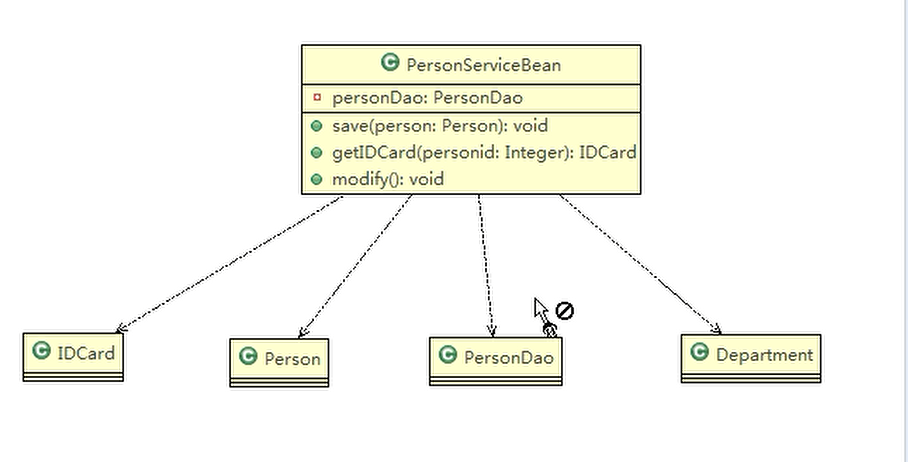 PersonServiceBean
personDao: PersonDao
save(person: Person): void
getIDCard(personid: Integer): IDCard
modify(): void
IDCard
Person
PersonDao
Department